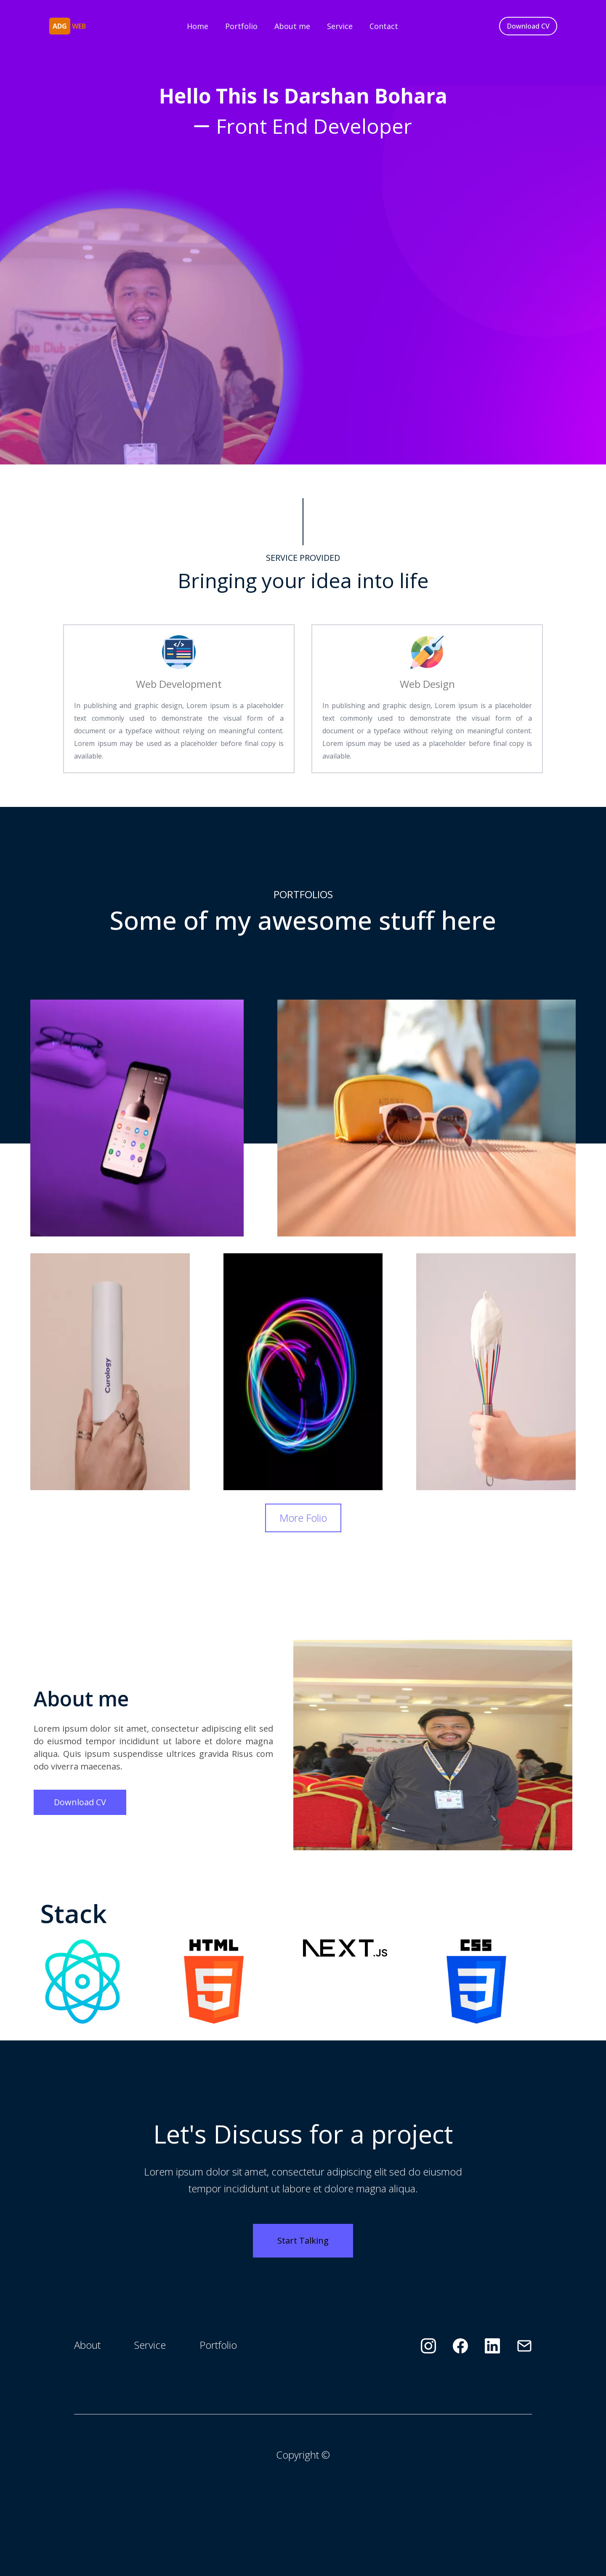 ADG WEB
Home Portfolio About me Service Contact
Download CV
Hello This Is Darshan Bohara
— Front End Developer
SERVICE PROVIDED
Bringing your idea into life
Web Development
In publishing and graphic design, Lorem ipsum is a placeholder
text commonly used to demonstrate the visual form of a
document or a typeface without relying on meaningful content.
Lorem ipsum may be used as a placeholder before final copy is
available.
Web Design
In publishing and graphic design, Lorem ipsum is a placeholder
text commonly used to demonstrate the visual form of a
document or a typeface without relying on meaningful content.
Lorem ipsum may be used as a placeholder before final copy is
available.
PORTFOLIOS
Some of my awesome stuff here
Curology
More Folio
About me
Lorem ipsum dolor sit amet, consectetur adipiscing elit sed
do eiusmod tempor incididunt ut labore et dolore magna
aliqua. Quis ipsum suspendisse ultrices gravida Risus com
odo viverra maecenas.
Download CV
Stack
HTML
5
NEXT.JS
CSS
3
Let's Discuss for a project
Lorem ipsum dolor sit amet, consectetur adipiscing elit sed do eiusmod
tempor incididunt ut labore et dolore magna aliqua.
Start Talking
About Service Portfolio
in
Copyright ©